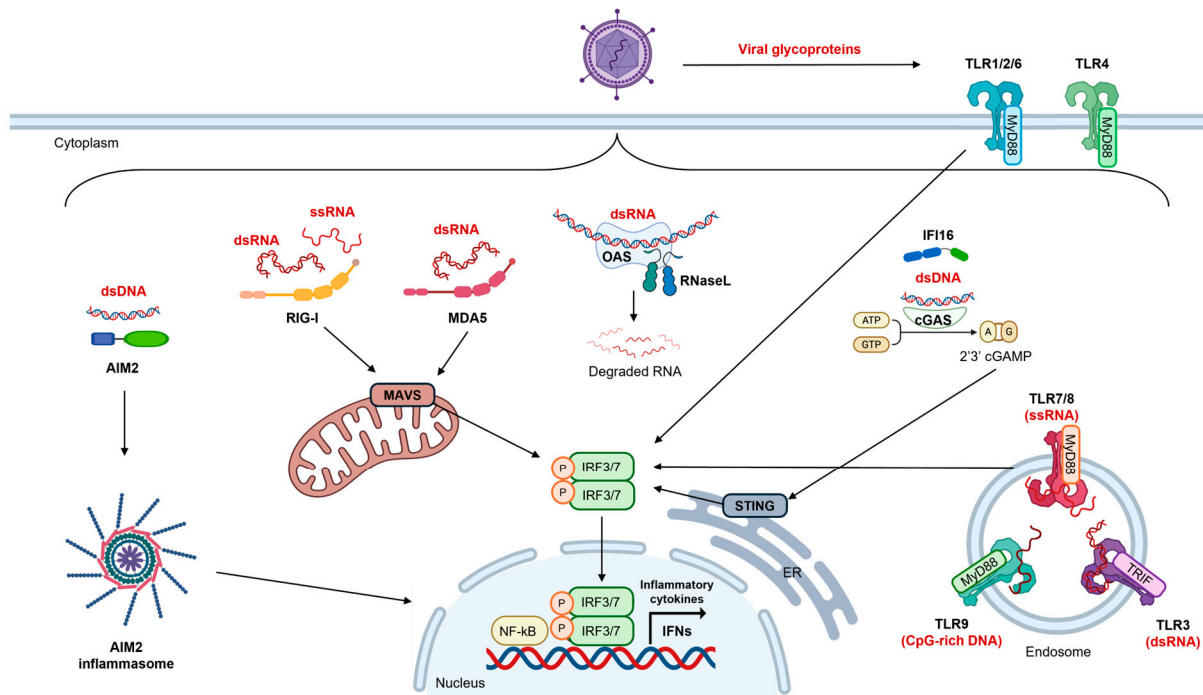 Viral glycoproteins
TLR1/2/6
TLR4
MyD88
MyD88
Cytoplasm
ssRNA
dsRNA
dsRNA
dsRNA
OAS
RNaseL
IFI16
dsDNA
cGAS
ATP
GTP
A
G
2'3' cGAMP
dsDNA
RIG-I
MDA5
AIM2
Degraded RNA
MAVS
TLR7/8
(ssRNA)
MyD88
P
IRF3/7
P
IRF3/7
STING
ER
MyD88
TRIF
TLR9
(CpG-rich DNA)
TLR3
(dsRNA)
Endosome
AIM2
inflammasome
P
IRF3/7
P
IRF3/7
NF-kB
Inflammatory
cytokines
IFNs
Nucleus